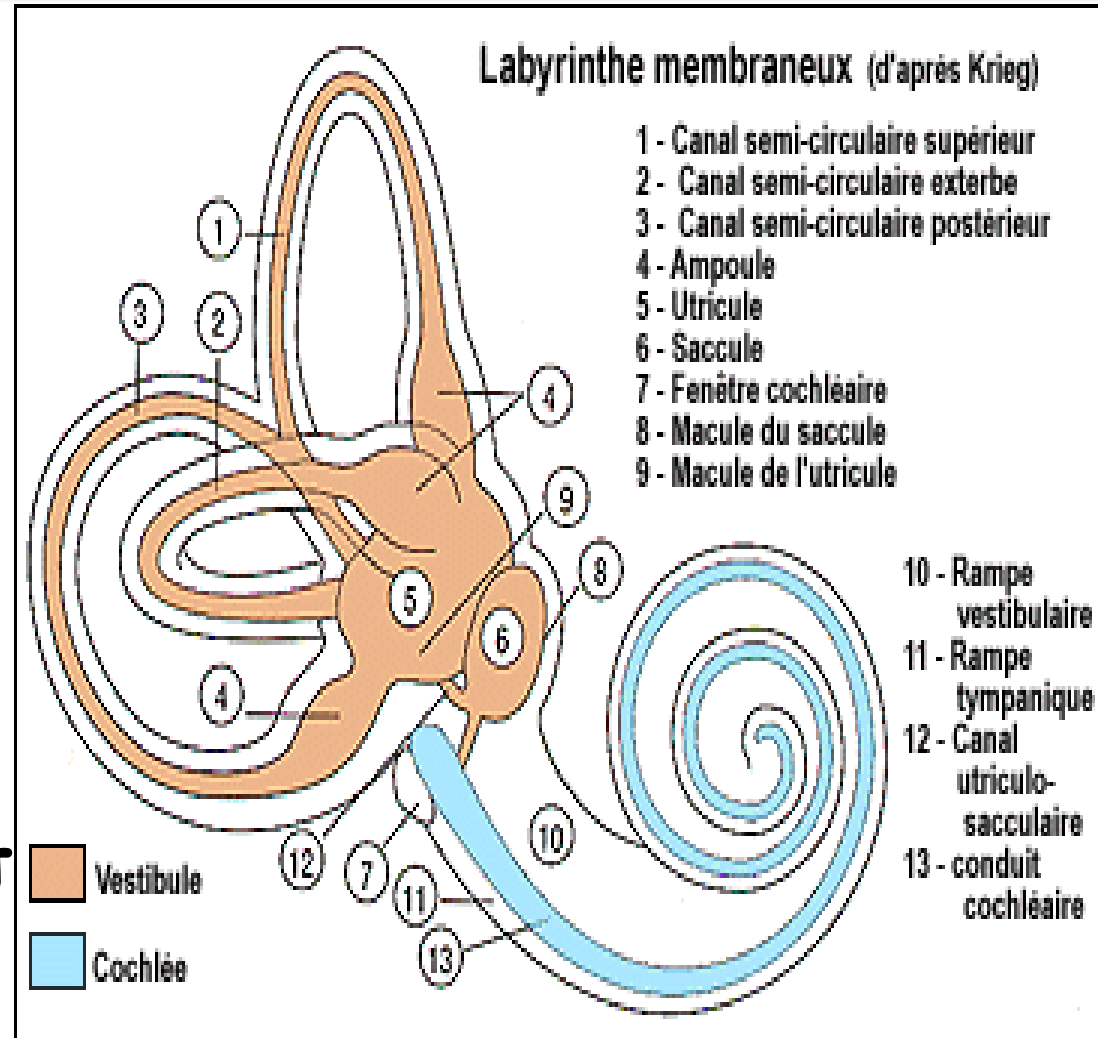 Labyrinthe membraneux (d'après Krieg)
1 - Canal semi-circulaire supérieur
2 - Canal semi-circulaire exterbe
3 - Canal semi-circulaire postérieur
4 - Ampoule
5 - Utricule
6 - Saccule
7 - Fenêtre cochléaire
8 - Macule du saccule
9 - Macule de l'utricule
10 - Rampe
vestibulaire
11 - Rampe
tympanique
12 - Canal
utriculo-
sacculaire
13 - conduit
cochléaire
1
3
2
4
9
8
5
6
4
10
12
7
11
13
Vestibule
Cochlée